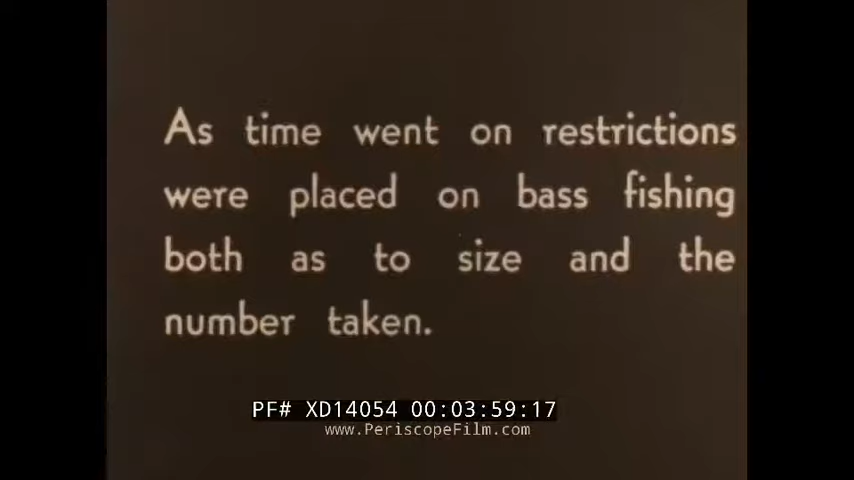 As time went on restrictions
were placed on bass fishing
both as to size and the
number taken.
PF# XD14054 00:03:59:17
www.PeriscopeFilm.com